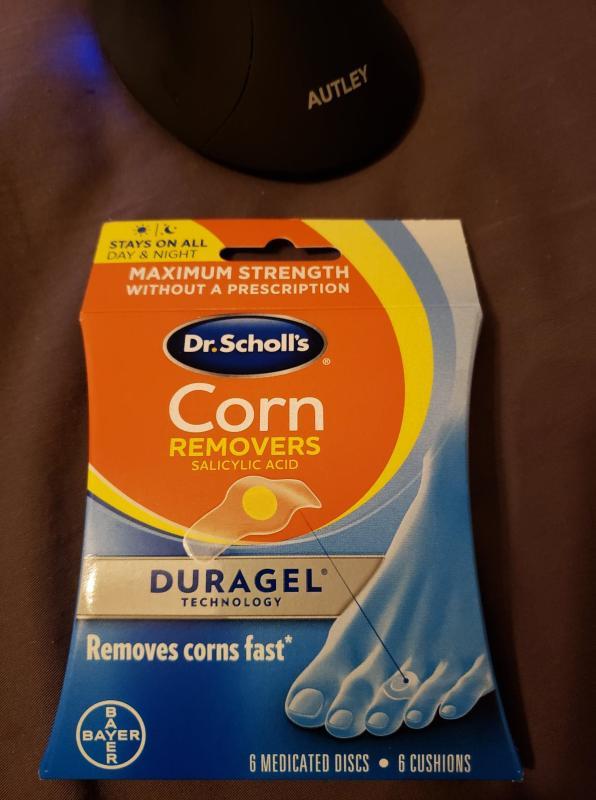 AUTLEY
STAYS ON ALL
DAY & NIGHT
MAXIMUM STRENGTH
WITHOUT A PRESCRIPTION
Dr. Scholl's®
Corn
REMOVERS
SALICYLIC ACID
DURAGEL®
TECHNOLOGY
Removes corns fast*
BAYER
BAYER
6 MEDICATED DISCS • 6 CUSHIONS